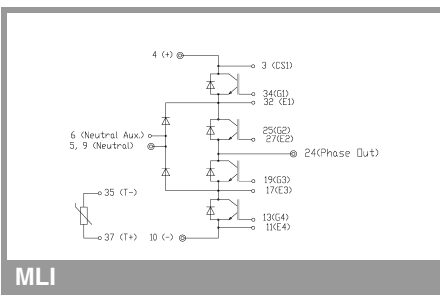 4 (+)
3 (CS1)
34(G1)
32 (E1)
6 (Neutral Aux.)
5, 9 (Neutral)
25(G2)
27(E2)
24(Phase Out)
19(G3)
17(E3)
35 (T-)
37 (T+)
13(G4)
11(E4)
10 (-)
MLI